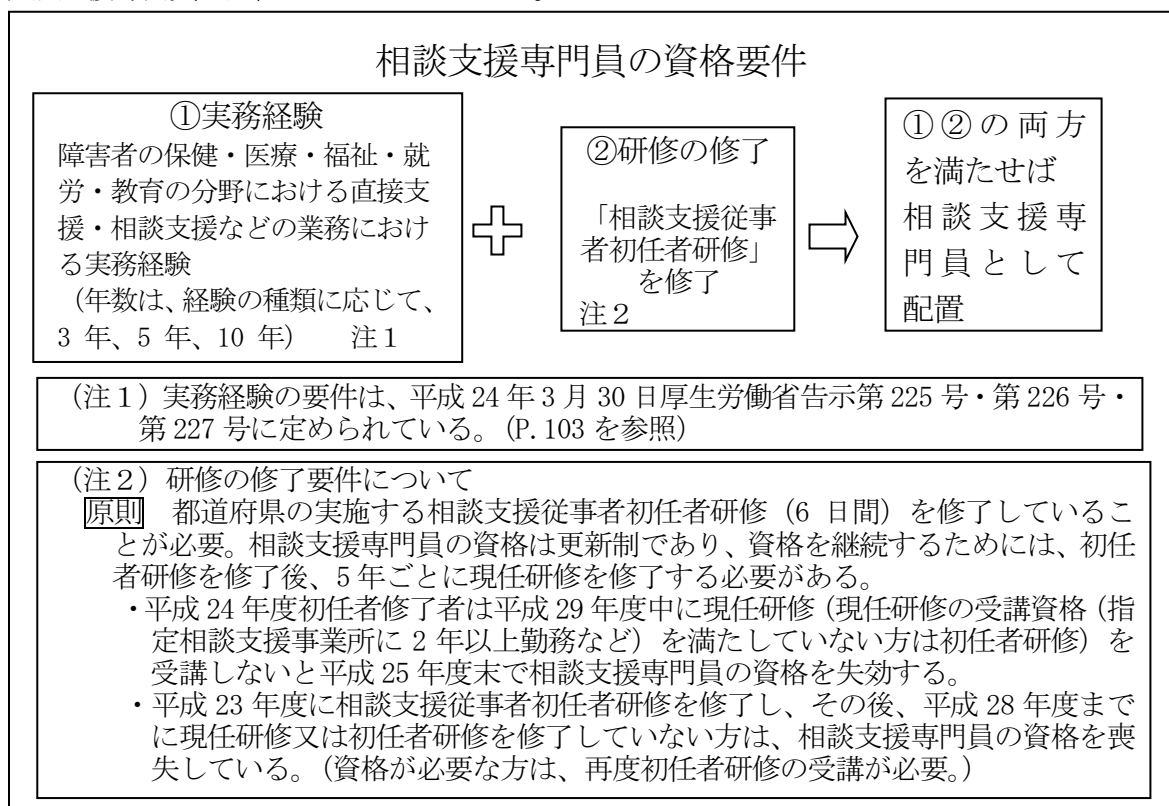 相談支援専門員の資格要件
①実務経験
障害者の保健・医療・福祉・就
労・教育の分野における直接支
援・相談支援などの業務におけ
る実務経験
(年数は、経験の種類に応じて、
3 年、5 年、10 年) 注1
②研修の修了
「相談支援従事
者初任者研修」
を修了
注2
①②の両方
を満たせば
相談支援専
門員として
配置
(注1)実務経験の要件は、平成 24 年 3 月 30 日厚生労働省告示第 225 号・第 226 号・
第 227 号に定められている。(P.103 を参照)
(注2)研修の修了要件について
原則 都道府県の実施する相談支援従事者初任者研修(6 日間)を修了しているこ
とが必要。相談支援専門員の資格は更新制であり、資格を継続するためには、初任
者研修を修了後、5 年ごとに現任研修を修了する必要がある。
・平成 24 年度初任者修了者は平成 29 年度中に現任研修(現任研修の受講資格(指
定相談支援事業所に 2 年以上勤務など)を満たしていない方は初任者研修)を
受講しないと平成 25 年度末で相談支援専門員の資格を失効する。
・平成 23 年度に相談支援従事者初任者研修を修了し、その後、平成 28 年度まで
に現任研修又は初任者研修を修了していない方は、相談支援専門員の資格を喪
失している。(資格が必要な方は、再度初任者研修の受講が必要。)